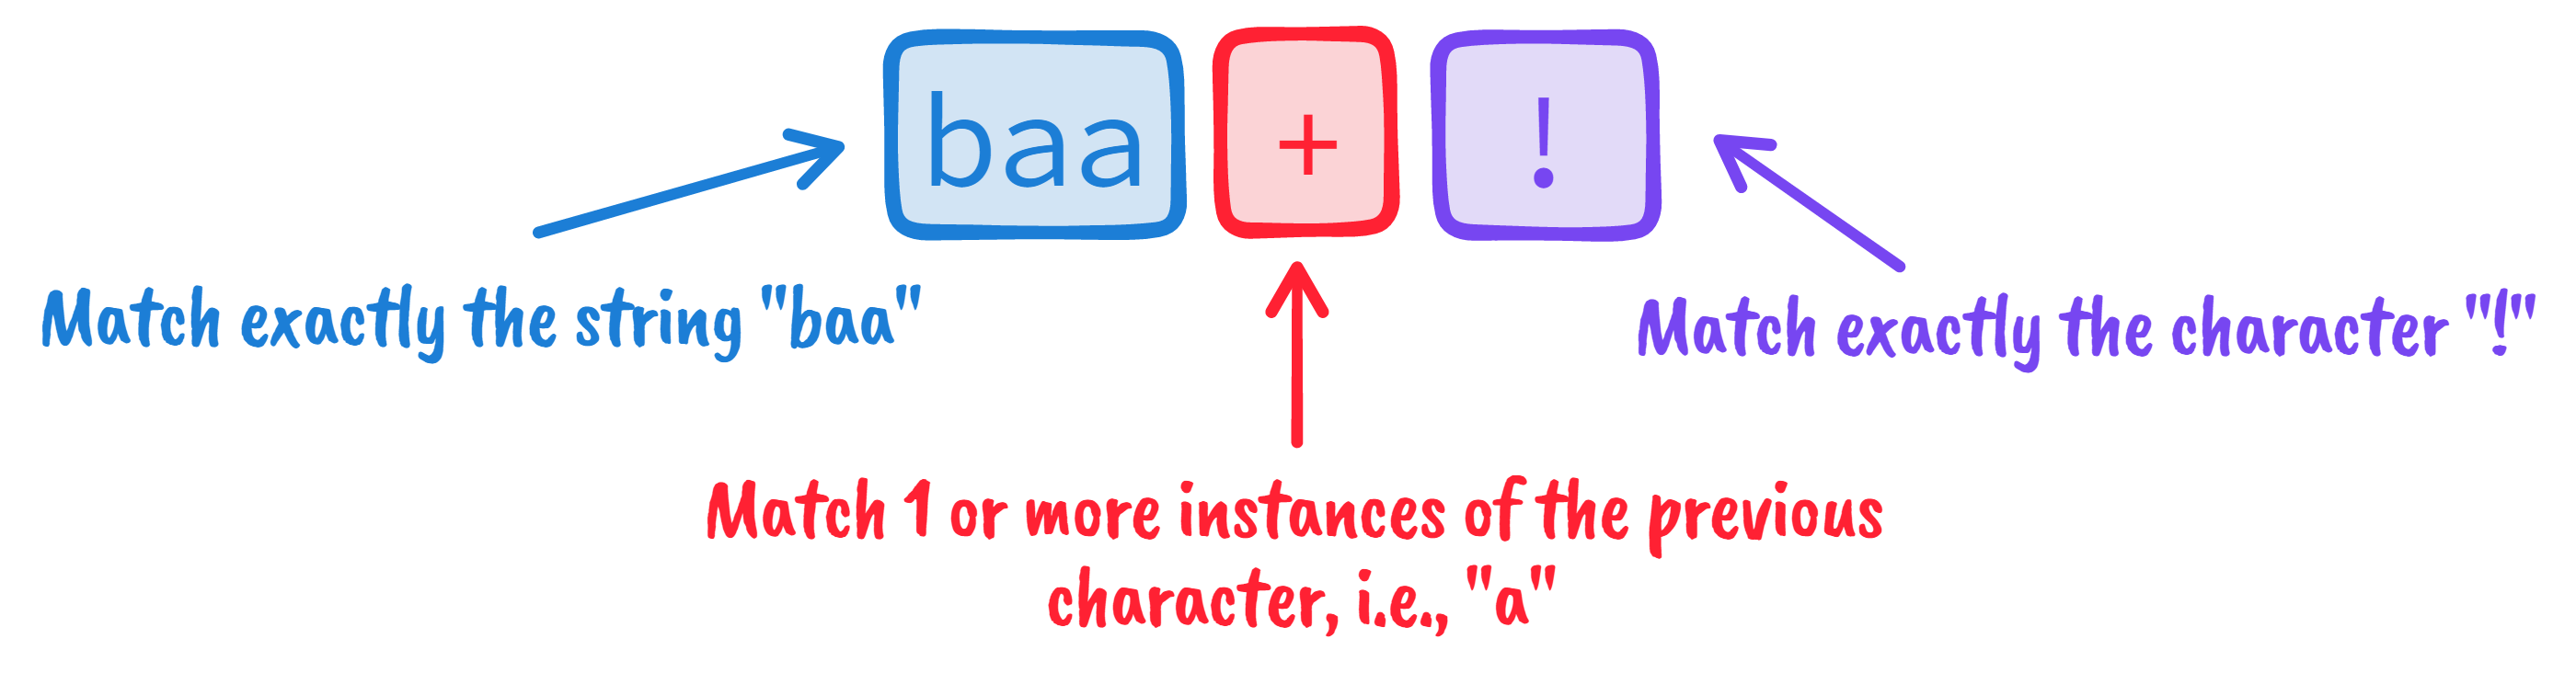 baa + !
Match exactly the string "baa"
Match exactly the character "!"
Match 1 or more instances of the previous
character, i.e., "a"